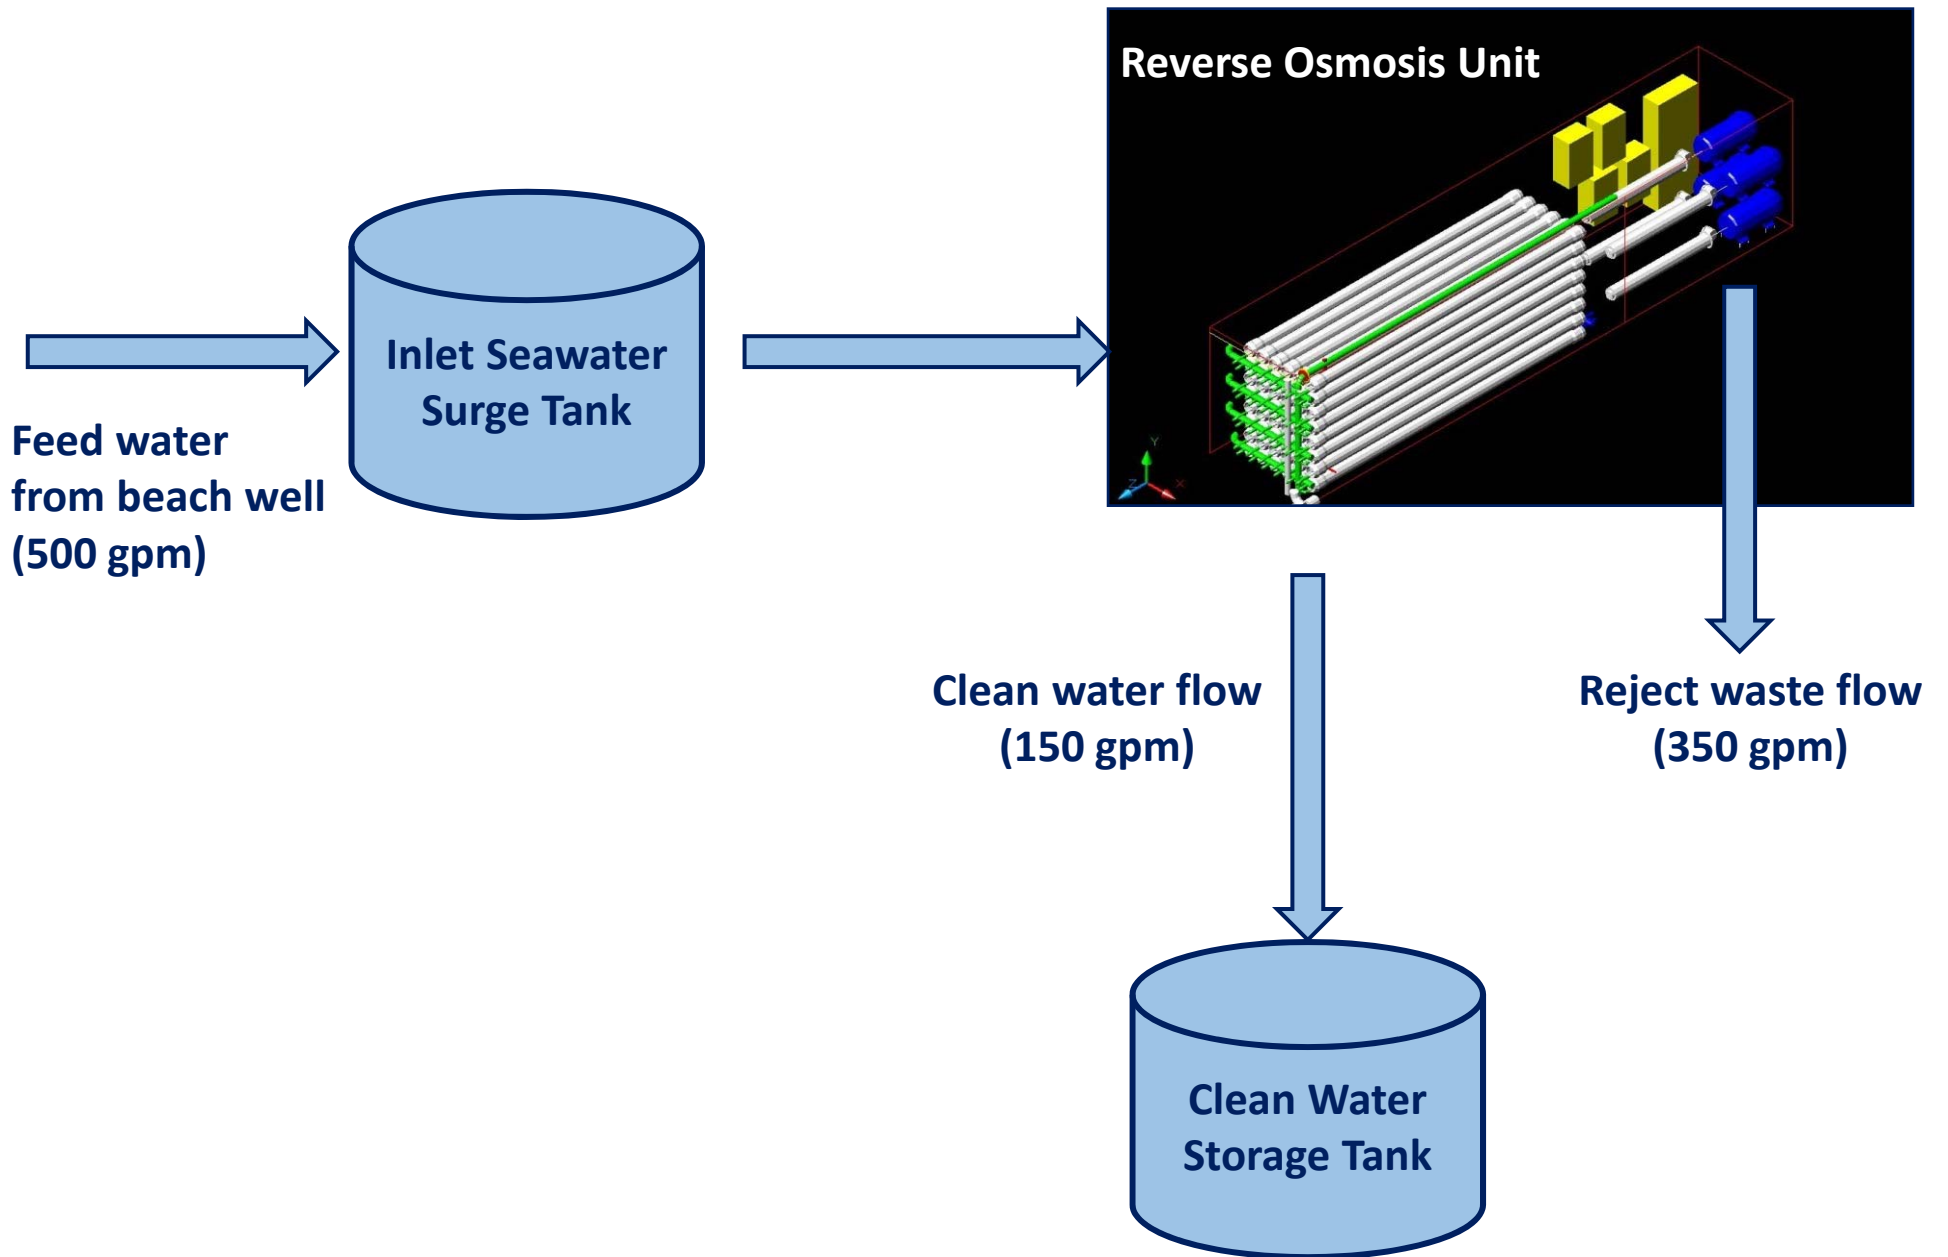 Reverse Osmosis Unit
Inlet Seawater
Surge Tank
Feed water
from beach well
(500 gpm)
Y
Z
X
Clean water flow
(150 gpm)
Reject waste flow
(350 gpm)
Clean Water
Storage Tank